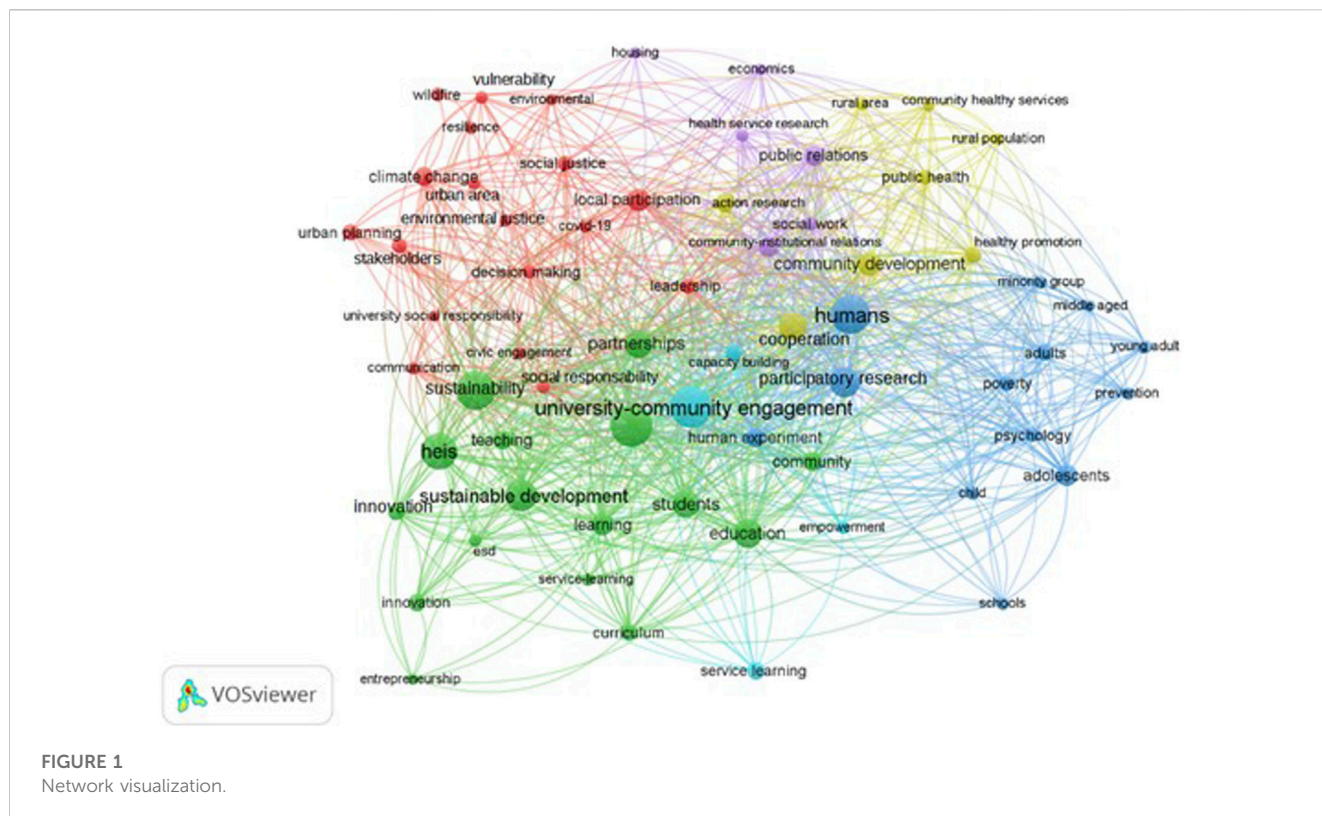 housing
economics
vulnerability
wildfire
environmental
rural area
community healthy services
resilience
health service research
rural population
public relations
social justice
climate change
public health
urban area
local participation
action research
environmental justice
covid-19
social work
urban planning
community-institutional relations
healthy promotion
stakeholders
community development
decision making
leadership
minority group
middle aged
university social responsibility
humans
partnerships
cooperation
young adult
civic engagement
adults
communication
capacity building
social responsability
participatory research
sustainability
poverty
prevention
university-community engagement
teaching
human experiment
psychology
heis
community
adolescents
sustainable development
child
innovation
students
learning
empowerment
education
esd
service-learning
innovation
schools
curriculum
service learning
entrepreneurship
VOSviewer
FIGURE 1
Network visualization.